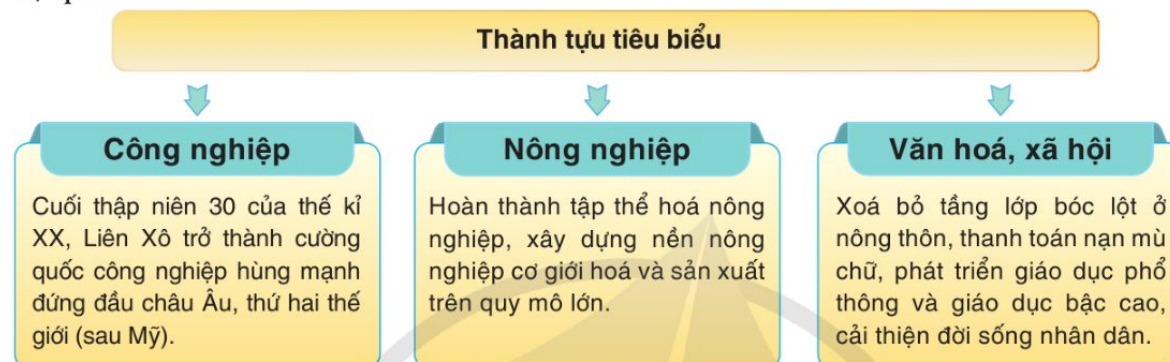 Thành tựu tiêu biểu
Công nghiệp
Cuối thập niên 30 của thế kỉ
XX, Liên Xô trở thành cường
quốc công nghiệp hùng mạnh
đứng đầu châu Âu, thứ hai thế
giới (sau Mỹ).
Nông nghiệp
Hoàn thành tập thể hoá nông
nghiệp, xây dựng nền nông
nghiệp cơ giới hoá và sản xuất
trên quy mô lớn.
Văn hoá, xã hội
Xoá bỏ tầng lớp bóc lột ở
nông thôn, thanh toán nạn mù
chữ, phát triển giáo dục phổ
thông và giáo dục bậc cao,
cải thiện đời sống nhân dân.